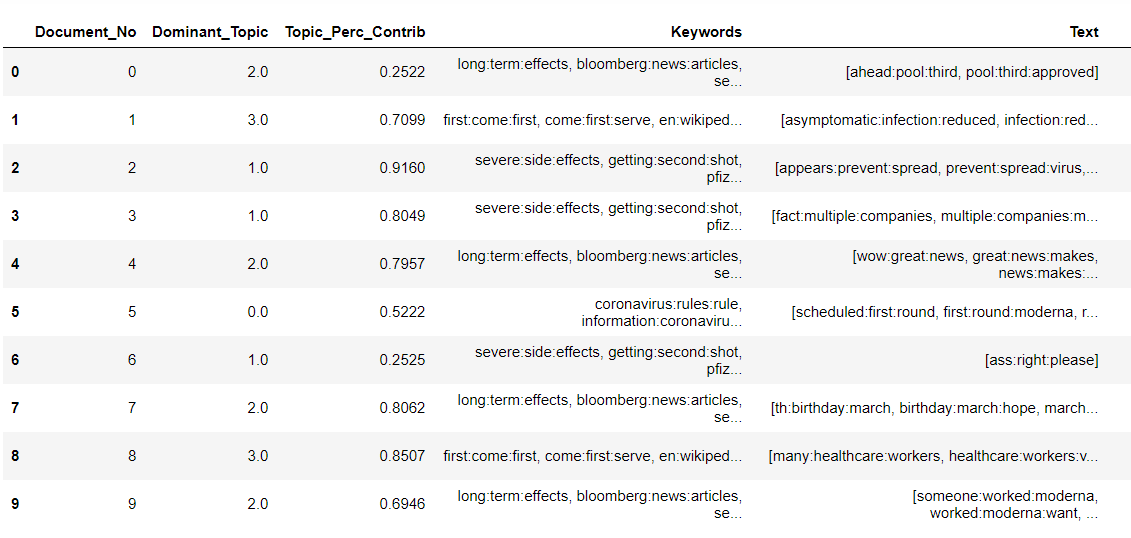 Document_No Dominant_Topic Topic_Perc_Contrib Keywords Text
0 0 2.0 0.2522 long:term:effects, bloomberg:news:articles, se... [ahead:pool:third, pool:third:approved]
1 1 3.0 0.7099 first:come:first, come:first:serve, en:wikiped... [asymptomatic:infection:reduced, infection:red...
2 2 1.0 0.9160 severe:side:effects, getting:second:shot, pfiz... [appears:prevent:spread, prevent:spread:virus,...
3 3 1.0 0.8049 severe:side:effects, getting:second:shot, pfiz... [fact:multiple:companies, multiple:companies:m...
4 4 2.0 0.7957 long:term:effects, bloomberg:news:articles, se... [wow:great:news, great:news:makes, news:makes:...
5 5 0.0 0.5222 coronavirus:rules:rule, information:coronaviru... [scheduled:first:round, first:round:moderna, r...
6 6 1.0 0.2525 severe:side:effects, getting:second:shot, pfiz... [ass:right:please]
7 7 2.0 0.8062 long:term:effects, bloomberg:news:articles, se... [th:birthday:march, birthday:march:hope, march...
8 8 3.0 0.8507 first:come:first, come:first:serve, en:wikiped... [many:healthcare:workers, healthcare:workers:v...
9 9 2.0 0.6946 long:term:effects, bloomberg:news:articles, se... [someone:worked:moderna, worked:moderna:want, ...